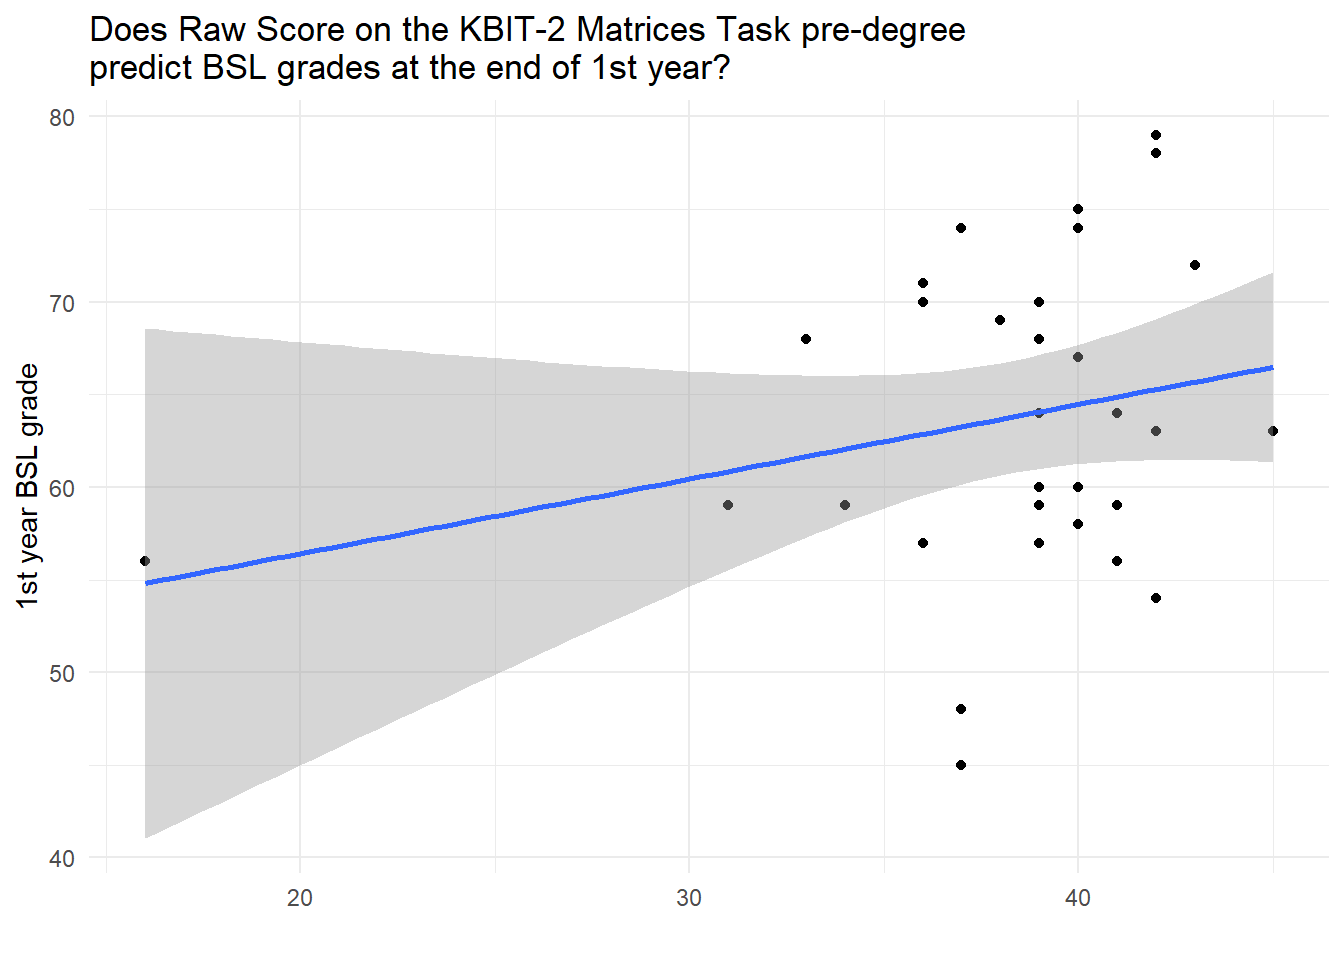 Does Raw Score on the KBIT-2 Matrices Task pre-degree
predict BSL grades at the end of 1st year?
1st year BSL grade
80
70
60
50
40
20
30
40